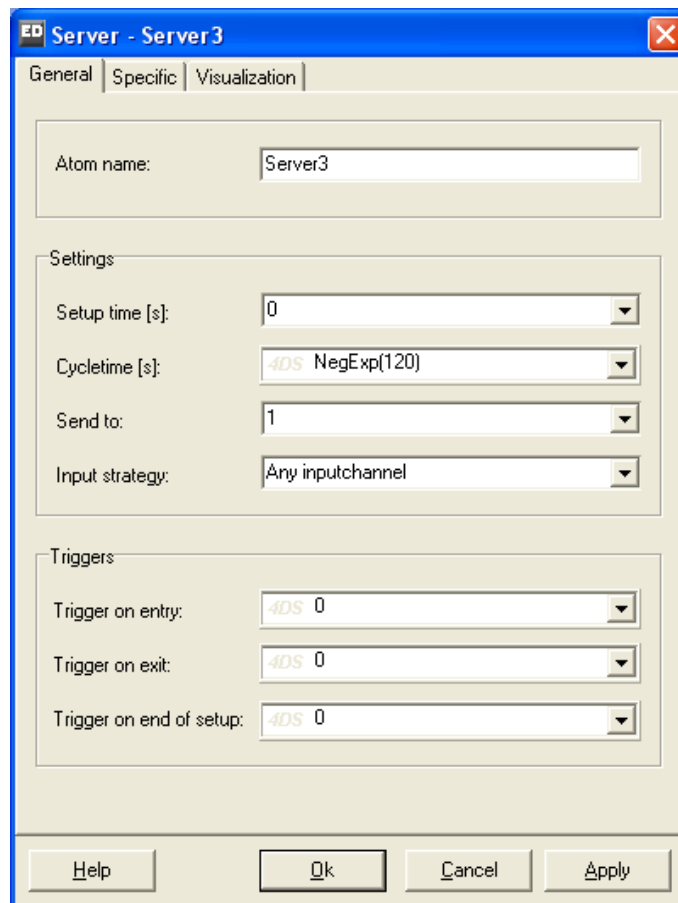 ED Server - Server3
General Specific Visualization
Atom name: Server3
Settings
Setup time [s]: 0
Cycletime [s]: 4DS NegExp(120)
Send to: 1
Input strategy: Any inputchannel
Triggers
Trigger on entry: 4DS 0
Trigger on exit: 4DS 0
Trigger on end of setup: 4DS 0
Help Ok Cancel Apply